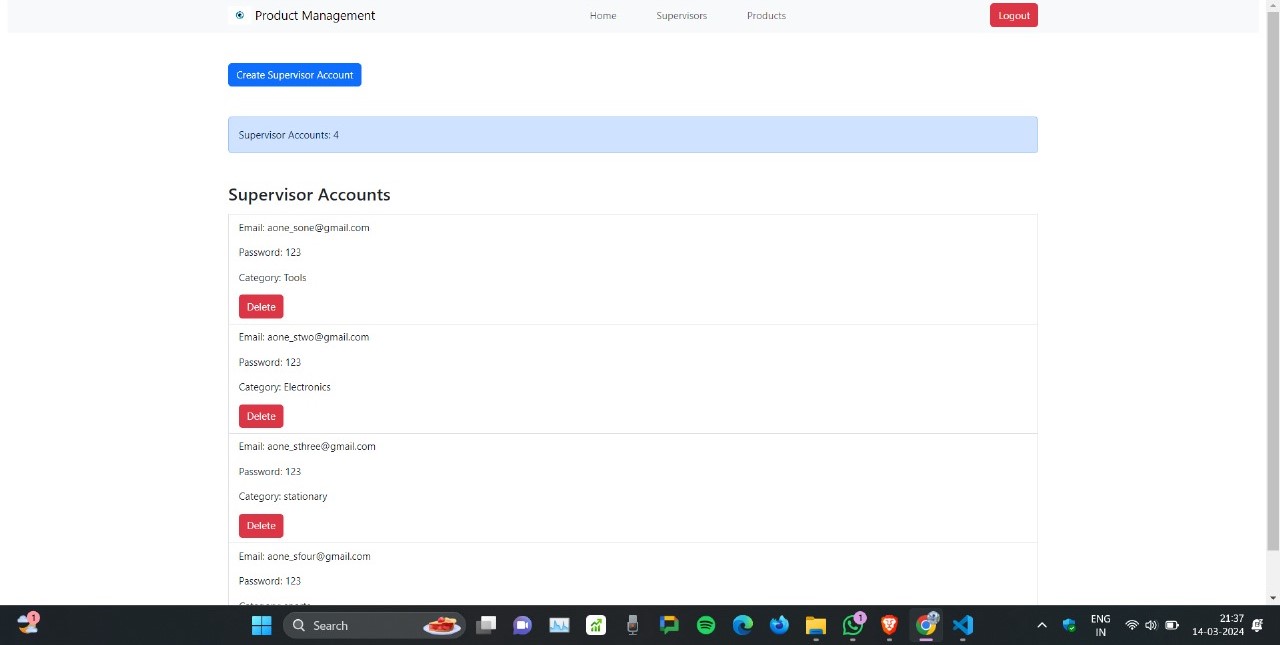 Product Management
Home
Supervisors
Products
Logout
Create Supervisor Account
Supervisor Accounts: 4
Supervisor Accounts
Email: aone_sone@gmail.com
Password: 123
Category: Tools
Delete
Email: aone_stwo@gmail.com
Password: 123
Category: Electronics
Delete
Email: aone_sthree@gmail.com
Password: 123
Category: stationary
Delete
Email: aone_sfour@gmail.com
Password: 123
1
Search
1
ENG
IN
21:37
14-03-2024